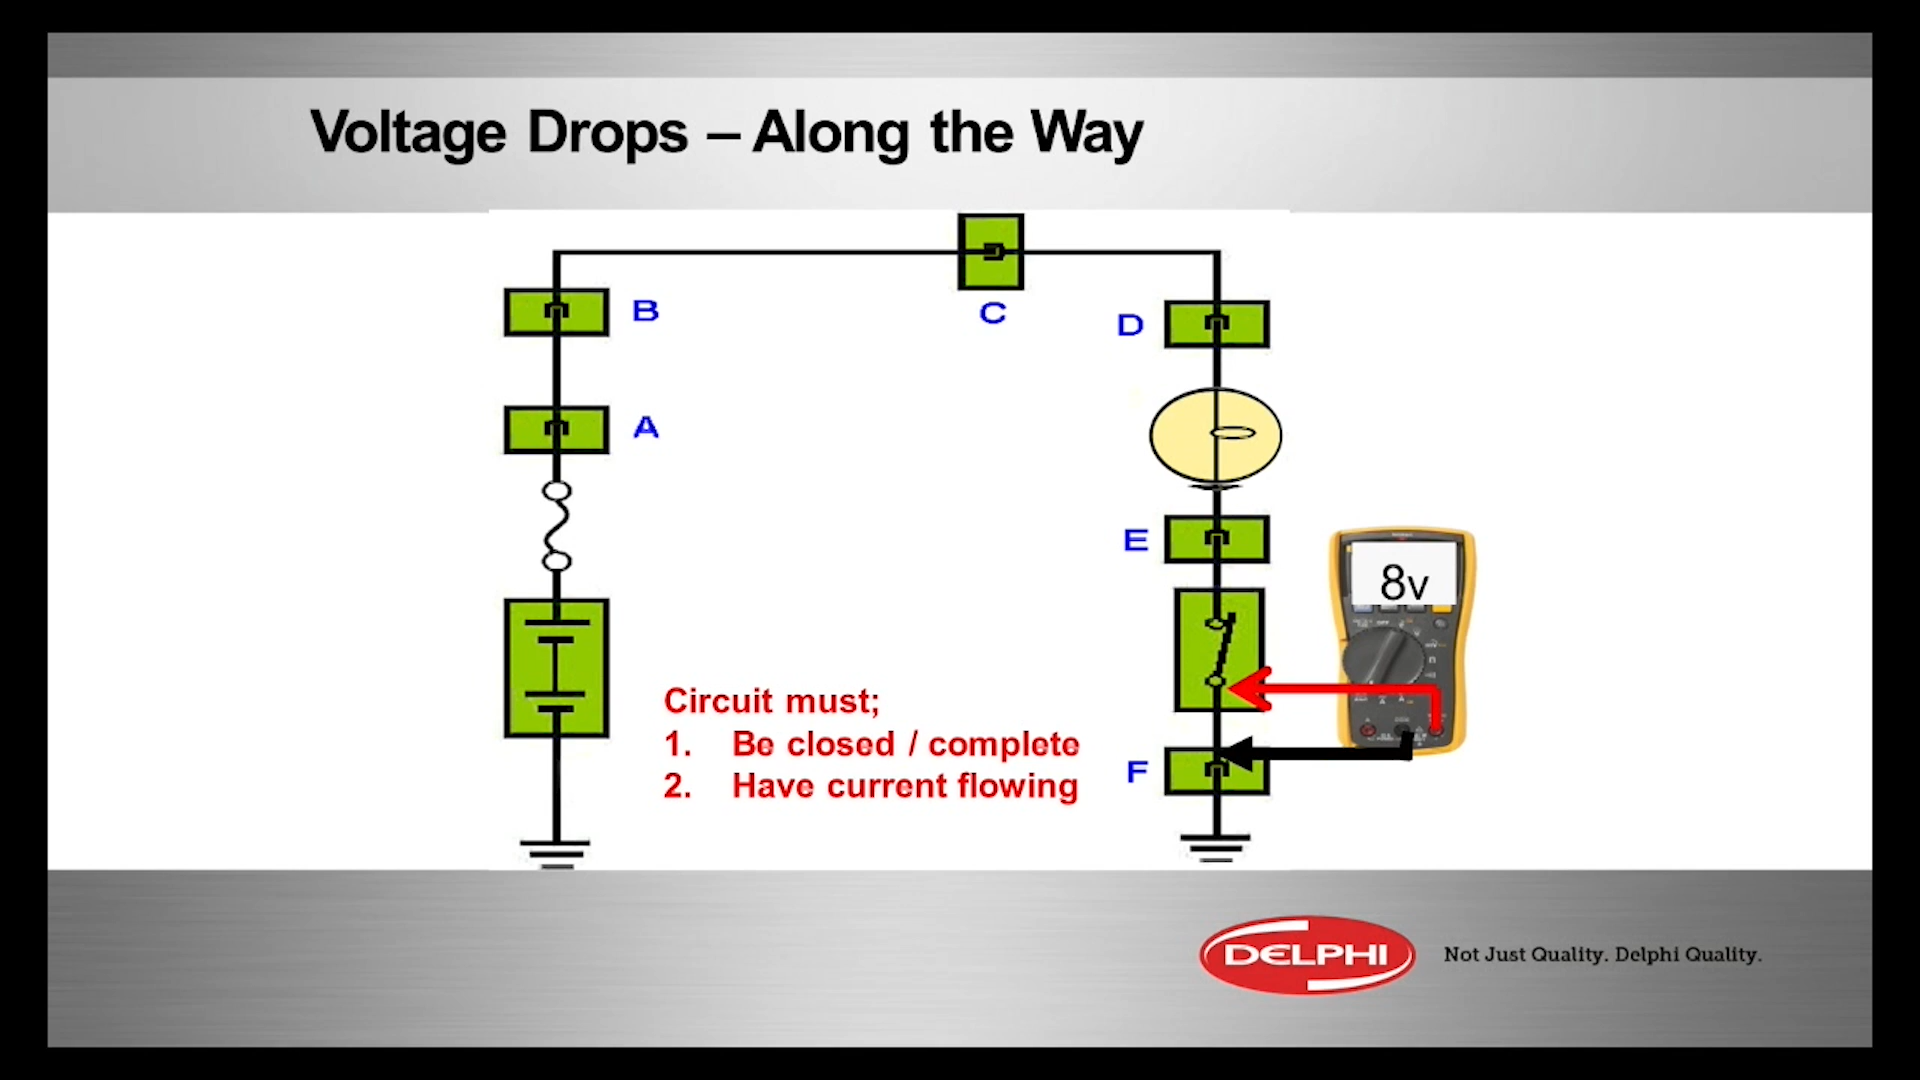 Voltage Drops – Along the Way
B
C
D
A
E
8v
Circuit must;
1. Be closed / complete
2. Have current flowing
F
DELPHI
Not Just Quality. Delphi Quality.